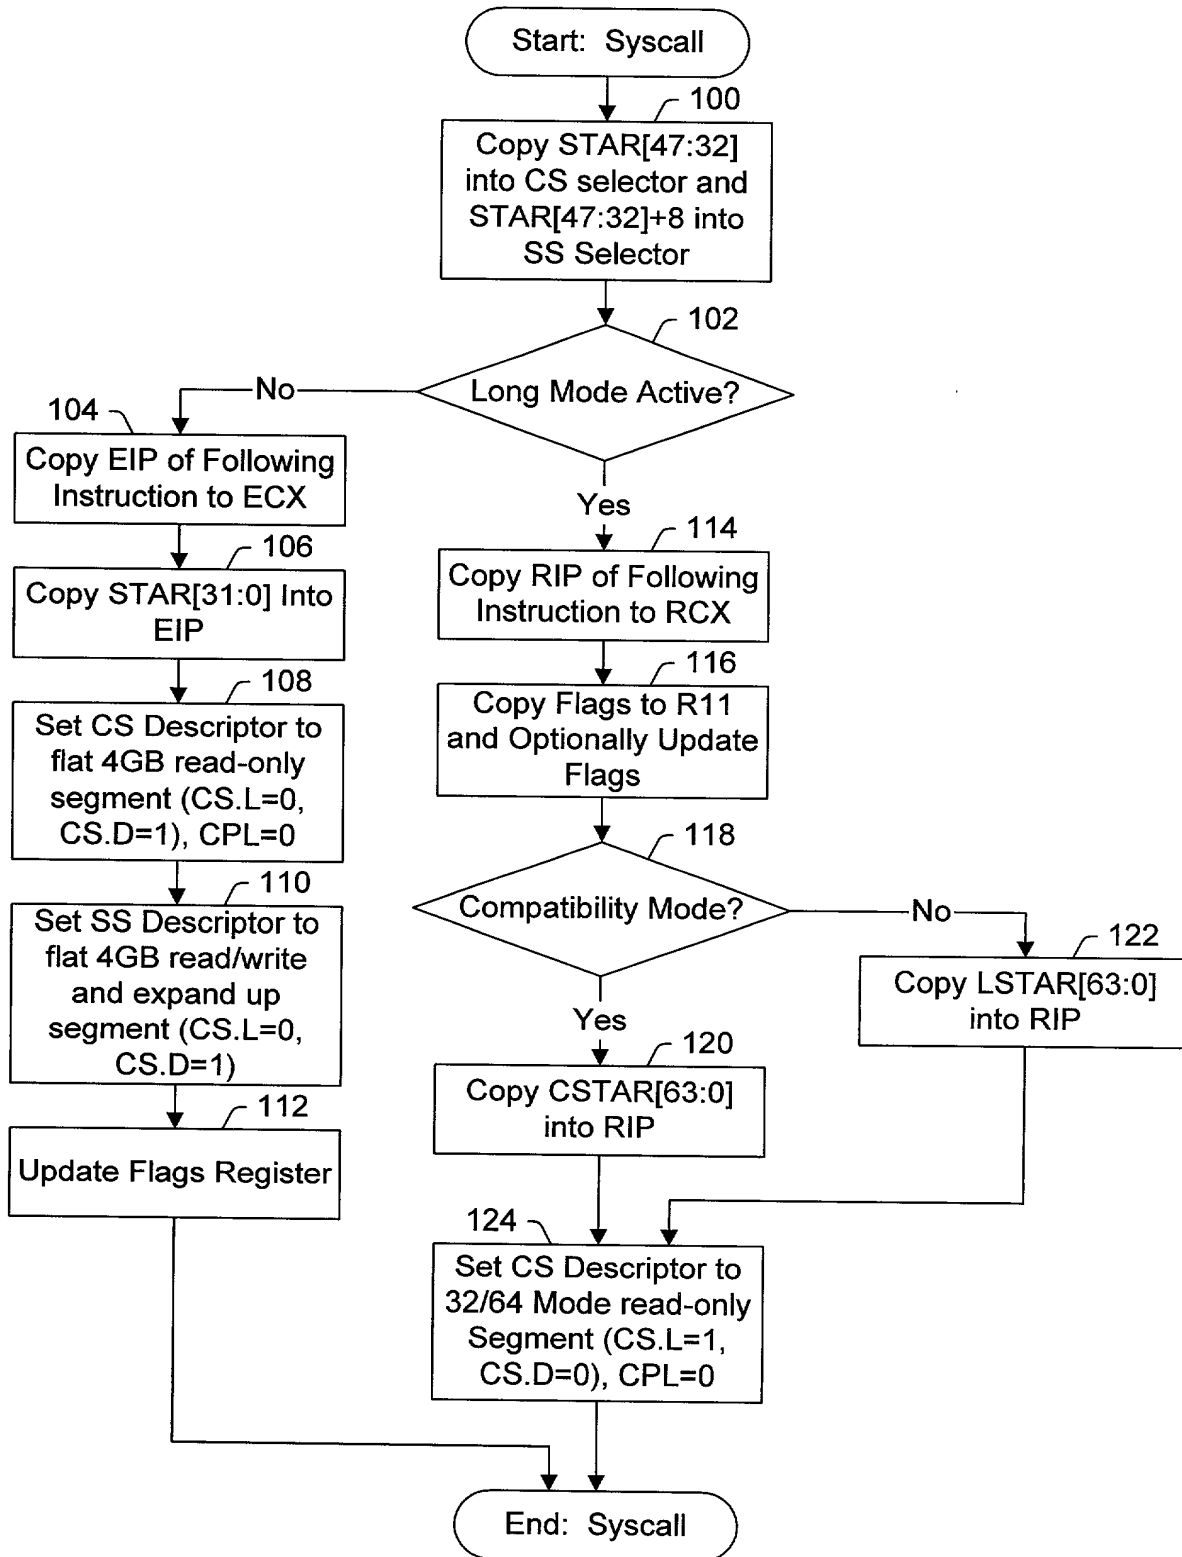 Start: Syscall
100
Copy STAR[47:32]
into CS selector and
STAR[47:32]+8 into
SS Selector
102
Long Mode Active?
No
104
Copy EIP of Following
Instruction to ECX
106
Copy STAR[31:0] Into
EIP
108
Set CS Descriptor to
flat 4GB read-only
segment (CS.L=0,
CS.D=1), CPL=0
110
Set SS Descriptor to
flat 4GB read/write
and expand up
segment (CS.L=0,
CS.D=1)
112
Update Flags Register
Yes
114
Copy RIP of Following
Instruction to RCX
116
Copy Flags to R11
and Optionally Update
Flags
118
Compatibility Mode?
No
122
Copy LSTAR[63:0]
into RIP
Yes
120
Copy CSTAR[63:0]
into RIP
124
Set CS Descriptor to
32/64 Mode read-only
Segment (CS.L=1,
CS.D=0), CPL=0
End: Syscall